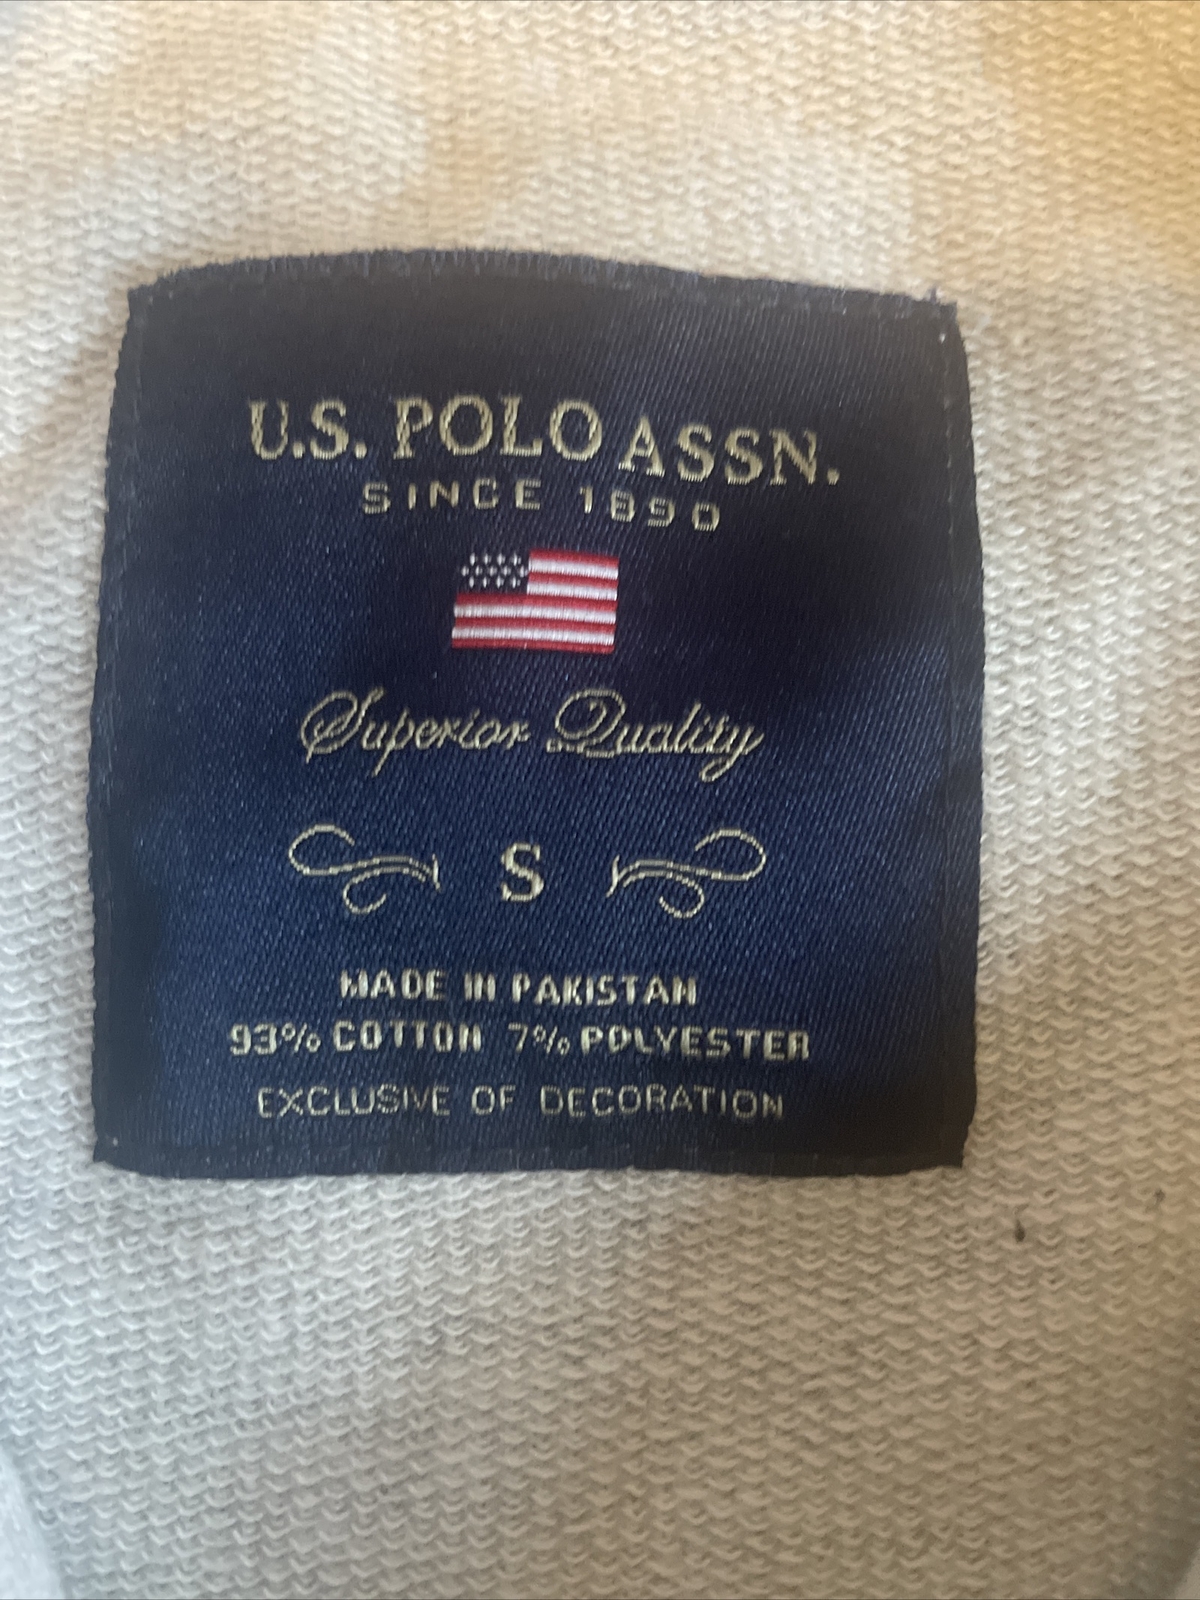 U.S. POLO ASSN.
SINCE 1890
Superior Quality
S
MADE IN PAKISTAN
93% COTTON 7% POLYESTER
EXCLUSIVE OF DECORATION